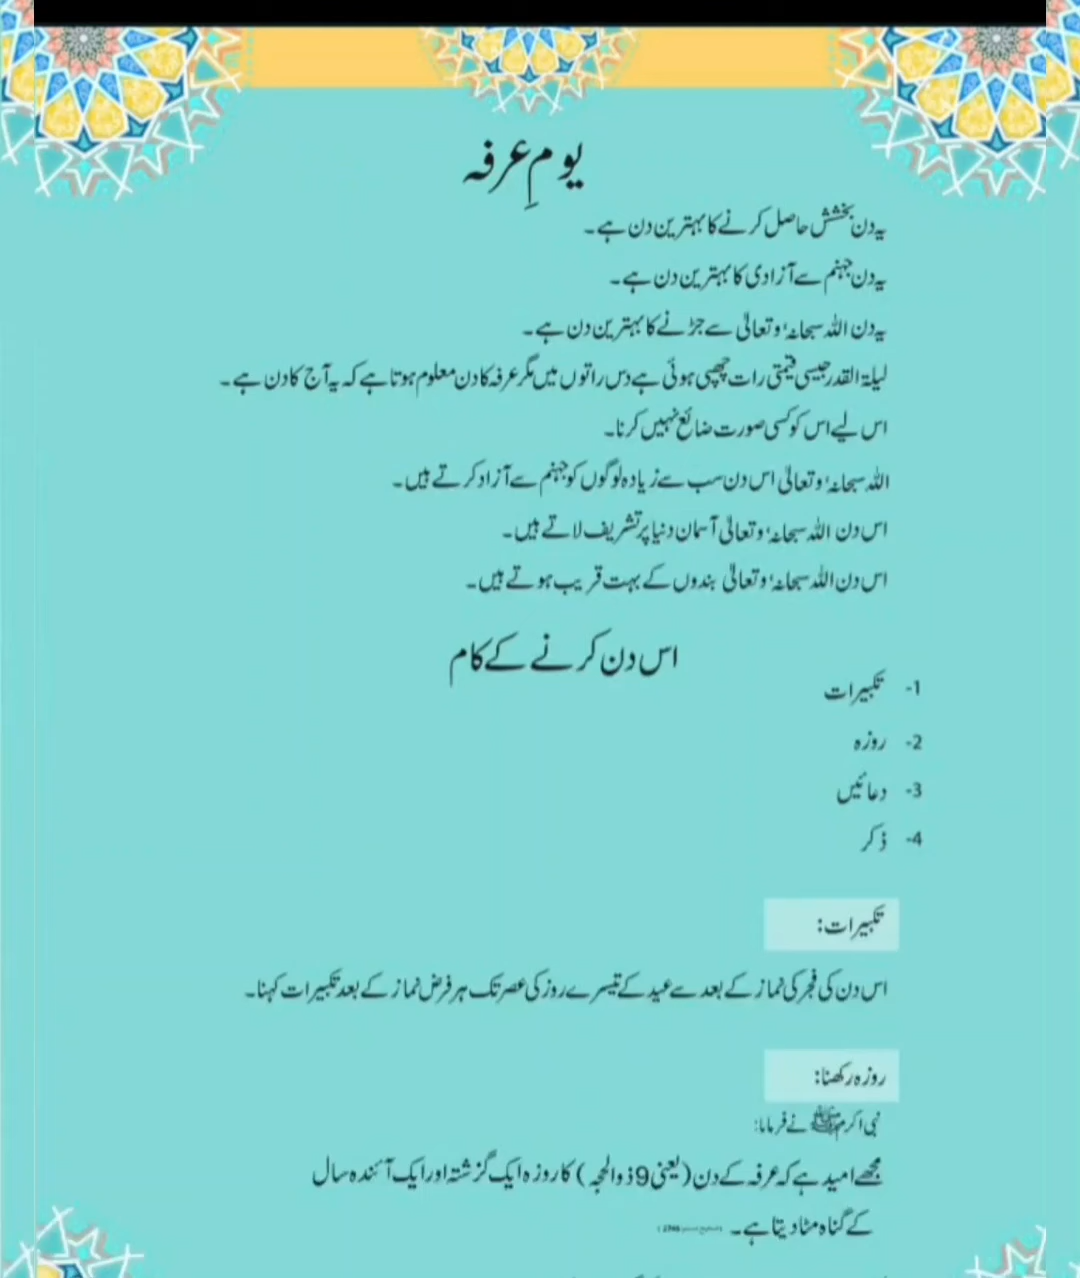 یومِ عرفہ
یہ دن بخشش حاصل کرنے کا بہترین دن ہے۔
یہ دن جہنم سے آزادی کا بہترین دن ہے۔
یہ دن اللہ سبحانہٗ وتعالیٰ سے جڑنے کا بہترین دن ہے۔
لیلۃ القدر جیسی قیمتی رات چھپی ہوئی ہے دس راتوں میں مگر عرفہ کا دن معلوم ہوتا ہے کہ یہ آج کا دن ہے۔
اس لیے اس کو کسی صورت ضائع نہیں کرنا۔
اللہ سبحانہٗ وتعالیٰ اس دن سب سے زیادہ لوگوں کو جہنم سے آزاد کرتے ہیں۔
اس دن اللہ سبحانہٗ وتعالیٰ آسمان دنیا پر تشریف لاتے ہیں۔
اس دن اللہ سبحانہٗ وتعالیٰ بندوں کے بہت قریب ہوتے ہیں۔
اس دن کرنے کے کام
1- تکبیرات
2- روزہ
3- دعائیں
4- ذکر
تکبیرات:
اس دن کی فجر کی نماز کے بعد سے عید کے تیسرے روز کی عصر تک ہر فرض نماز کے بعد تکبیرات کہنا۔
روزہ رکھنا:
نبی اکرم ﷺ نے فرمایا:
مجھے امید ہے کہ عرفہ کے دن (یعنی 9 ذوالحجہ) کا روزہ ایک گزشتہ اور ایک آئندہ سال
کے گناہ مٹا دیتا ہے۔